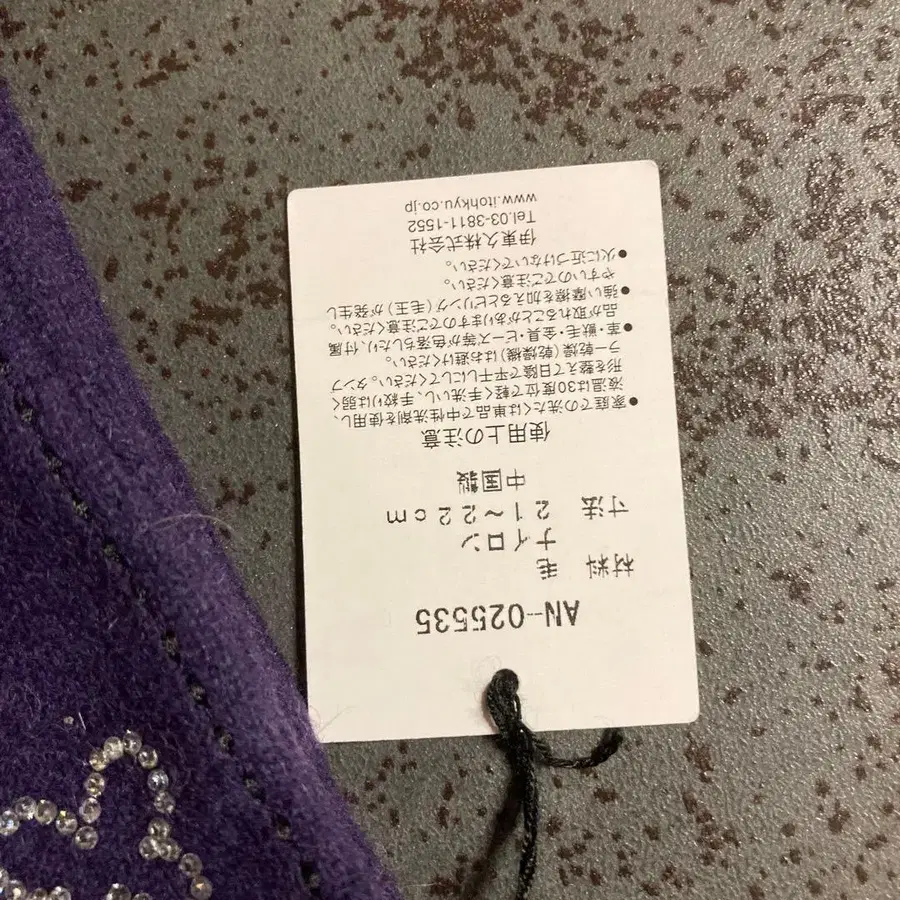 AN-025535
材料 毛
ナイロン
寸法 21～22cm
中国製
使用上の注意
●家庭での洗たくは単品で中性洗剤を使用し、
液温は30度位で軽く手洗いし、手絞りは弱く
形を整えて日陰で平干しにしてください。タンブ
ラー乾燥(乾燥機)はお避けください。
●革・獣毛・金具・ビーズ等が色落ちしたり、付属
品が取れることがありますのでご注意ください。
●強い摩擦を加えるとピリング(毛玉)が発生し
やすいのでご注意ください。
●火に近づけないでください。
伊東久株式会社
Tel.03-3811-1552
www.itohkyu.co.jp